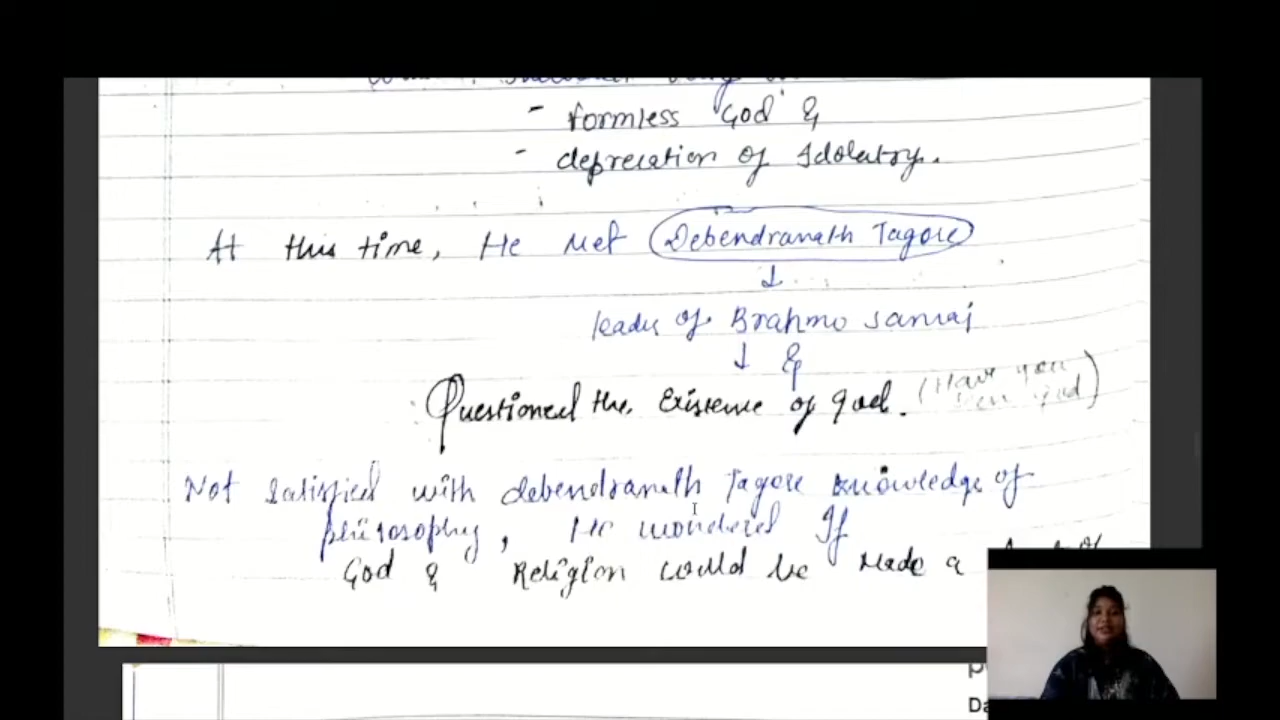 - formless God &
- deprecation of Idolatry.
At this time, He Met Debendranath Tagore
↓
leader of Brahmo samaj
↓ &
Questioned the Existence of god. (Have you seen god)
Not Satisfied with debendranath Tagore knowledge of
philosophy, He wondered If
God & Religion could be Made a
Da